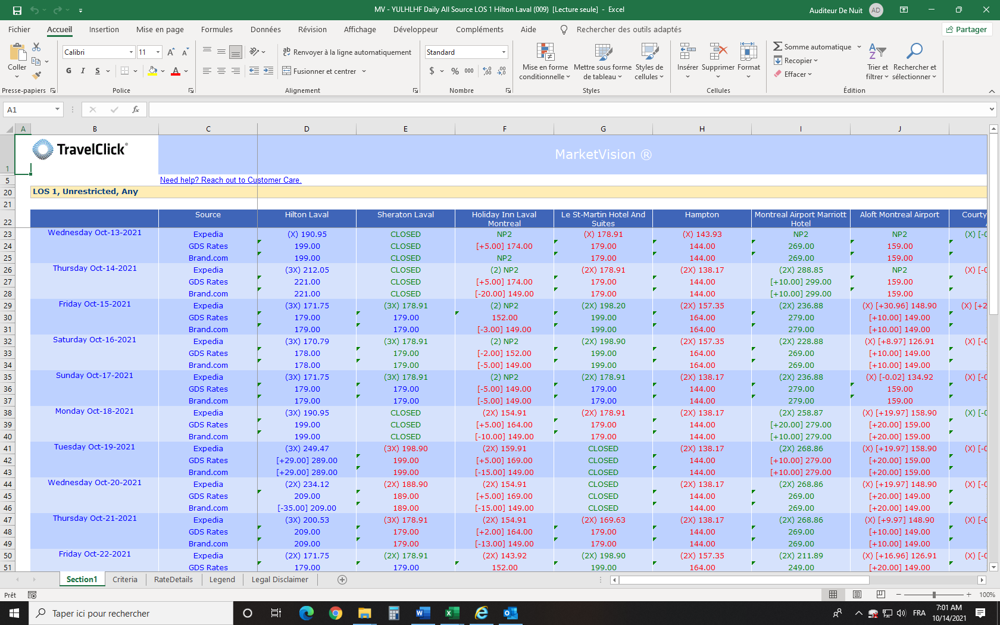 MV - YULHLHF Daily All Source LOS 1 Hilton Laval (009) [Lecture seule] - Excel
Auditeur De Nuit AD
Fichier Accueil Insertion Mise en page Formules Données Révision Affichage Développeur Compléments Aide Rechercher des outils adaptés Partager
Coller
Calibri 11
G I S
Renvoyer à la ligne automatiquement
Fusionner et centrer
Standard
$ % 000
Mise en forme conditionnelle
Mettre sous forme de tableau
Styles de cellules
Insérer
Supprimer
Format
Somme automatique
Recopier
Effacer
Trier et filtrer
Rechercher et sélectionner
Presse-papiers Police Alignement Nombre Styles Cellules Édition
A1 fx
A B C D E F G H I J
1 TravelClick® MarketVision ®
5 Need help? Reach out to Customer Care.
20 LOS 1, Unrestricted, Any
21
22 Source Hilton Laval Sheraton Laval Holiday Inn Laval Montreal Le St-Martin Hotel And Suites Hampton Montreal Airport Marriott Hotel Aloft Montreal Airport Courty
23 Wednesday Oct-13-2021 Expedia (X) 190.95 CLOSED NP2 (X) 178.91 (X) 143.93 NP2 NP2 (X) [-0
24 GDS Rates 199.00 CLOSED [+5.00] 174.00 179.00 144.00 269.00 159.00
25 Brand.com 199.00 CLOSED NP2 179.00 144.00 269.00 159.00
26 Thursday Oct-14-2021 Expedia (3X) 212.05 CLOSED (2) NP2 (2X) 178.91 (2X) 138.17 (2X) 288.85 NP2 (X) [-0
27 GDS Rates 221.00 CLOSED [+5.00] 174.00 179.00 144.00 [+10.00] 299.00 159.00
28 Brand.com 221.00 CLOSED [-20.00] 149.00 179.00 144.00 [+10.00] 299.00 159.00
29 Friday Oct-15-2021 Expedia (3X) 171.75 (3X) 178.91 (2) NP2 (2X) 198.20 (2X) 157.35 (2X) 236.88 (X) [+30.96] 148.90 (X) [+2
30 GDS Rates 179.00 179.00 152.00 199.00 164.00 279.00 [+10.00] 149.00
31 Brand.com 179.00 179.00 [-3.00] 149.00 199.00 164.00 279.00 [+10.00] 149.00
32 Saturday Oct-16-2021 Expedia (3X) 170.79 (3X) 178.91 (2) NP2 (2X) 198.90 (2X) 157.35 (2X) 228.88 (X) [+8.97] 126.91 (X) [-0
33 GDS Rates 178.00 179.00 [-2.00] 152.00 199.00 164.00 269.00 [+10.00] 149.00
34 Brand.com 178.00 179.00 [-5.00] 149.00 199.00 164.00 269.00 [+10.00] 149.00
35 Sunday Oct-17-2021 Expedia (3X) 171.75 (3X) 178.91 (2) NP2 (2X) 178.91 (2X) 138.17 (2X) 236.88 (X) [-0.02] 134.92 (X) [-0
36 GDS Rates 179.00 179.00 [-5.00] 149.00 179.00 144.00 279.00 159.00
37 Brand.com 179.00 179.00 [-5.00] 149.00 179.00 144.00 279.00 159.00
38 Monday Oct-18-2021 Expedia (3X) 190.95 CLOSED (2X) 154.91 (2X) 178.91 (2X) 138.17 (2X) 258.87 (X) [+19.97] 158.90 (X) [-0
39 GDS Rates 199.00 CLOSED [+5.00] 164.00 179.00 144.00 [+20.00] 279.00 [+20.00] 159.00
40 Brand.com 199.00 CLOSED [-10.00] 149.00 179.00 144.00 [+10.00] 279.00 [+20.00] 159.00
41 Tuesday Oct-19-2021 Expedia (3X) 249.47 (3X) 198.90 (2X) 159.91 CLOSED (2X) 138.17 (2X) 268.86 (X) [+19.97] 158.90 (X) [-0
42 GDS Rates [+29.00] 289.00 199.00 [+5.00] 169.00 CLOSED 144.00 [+10.00] 279.00 [+20.00] 159.00
43 Brand.com [+29.00] 289.00 199.00 [-15.00] 149.00 CLOSED 144.00 [+10.00] 279.00 [+20.00] 159.00
44 Wednesday Oct-20-2021 Expedia (2X) 234.12 (2X) 188.90 (2X) 154.91 CLOSED (2X) 138.17 (2X) 268.86 (X) [+19.97] 148.90 (X) [-0
45 GDS Rates 209.00 189.00 [+5.00] 169.00 CLOSED 144.00 269.00 [+20.00] 149.00
46 Brand.com [-35.00] 209.00 189.00 [-15.00] 149.00 CLOSED 144.00 269.00 [+20.00] 149.00
47 Thursday Oct-21-2021 Expedia (3X) 200.53 (3X) 178.91 (2X) 154.91 (2X) 169.63 (2X) 138.17 (2X) 268.86 (X) [+9.97] 148.90 (X) [-0
48 GDS Rates 209.00 179.00 [+2.00] 164.00 179.00 144.00 269.00 [+10.00] 149.00
49 Brand.com 209.00 179.00 [-13.00] 149.00 179.00 144.00 269.00 [+10.00] 149.00
50 Friday Oct-22-2021 Expedia (2X) 171.75 (2X) 178.91 (2X) 143.92 (2X) 198.90 (2X) 157.35 (2X) 211.89 (X) [+16.96] 126.91 (X) [-0
51 GDS Rates 179.00 179.00 152.00 199.00 164.00 249.00 [+20.00] 149.00
Section1 Criteria RateDetails Legend Legal Disclaimer
Prêt 100%
Taper ici pour rechercher
FRA
7:01 AM
10/14/2021